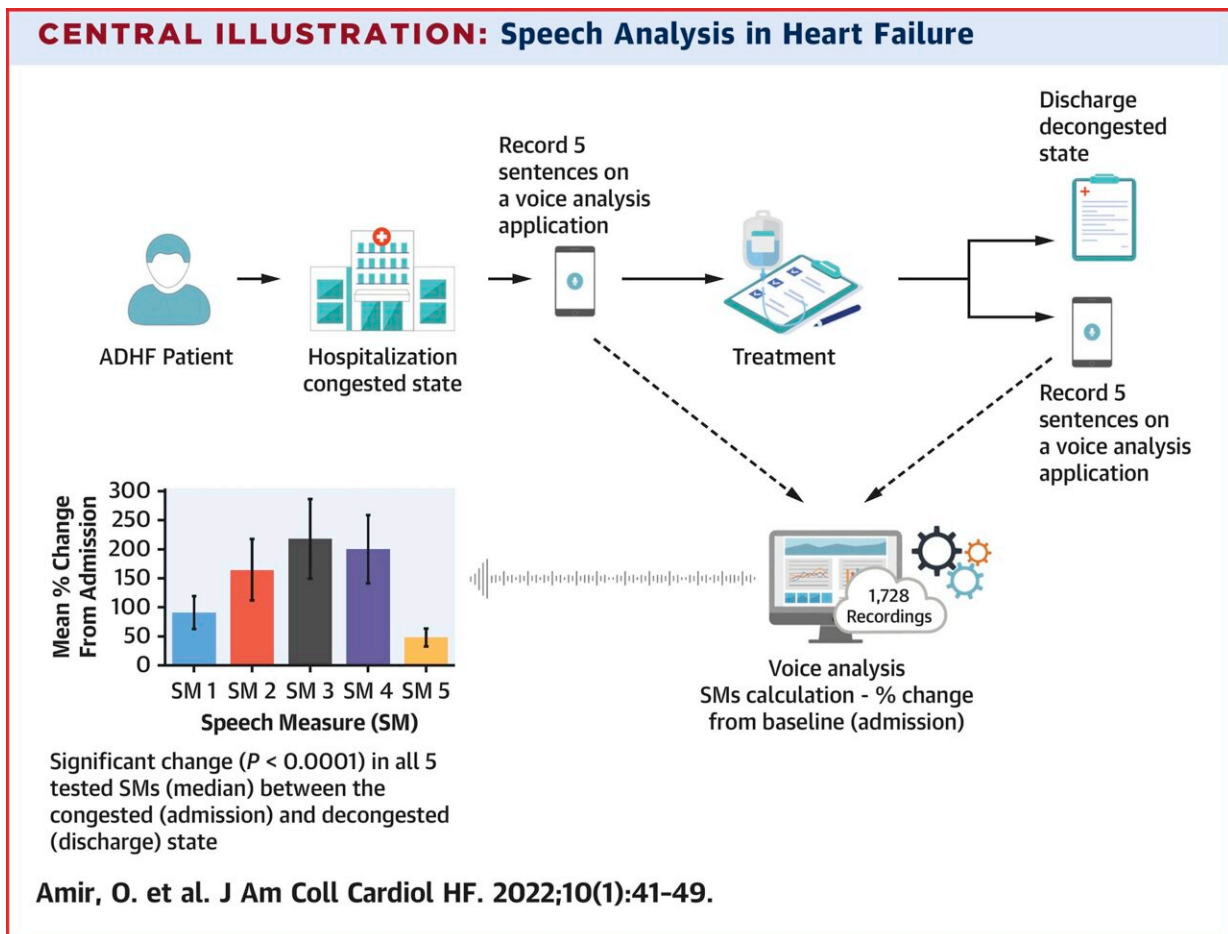 CENTRAL ILLUSTRATION: Speech Analysis in Heart Failure
Discharge
decongested
state
Record 5
sentences on
a voice analysis
application
ADHF Patient
Hospitalization
congested state
Treatment
Record 5
sentences on
a voice analysis
application
Mean % Change
From Admission
300
250
200
150
100
50
0
SM 1 SM 2 SM 3 SM 4 SM 5
Speech Measure (SM)
1,728
Recordings
Voice analysis
SMs calculation - % change
from baseline (admission)
Significant change (P < 0.0001) in all 5
tested SMs (median) between the
congested (admission) and decongested
(discharge) state
Amir, O. et al. J Am Coll Cardiol HF. 2022;10(1):41–49.